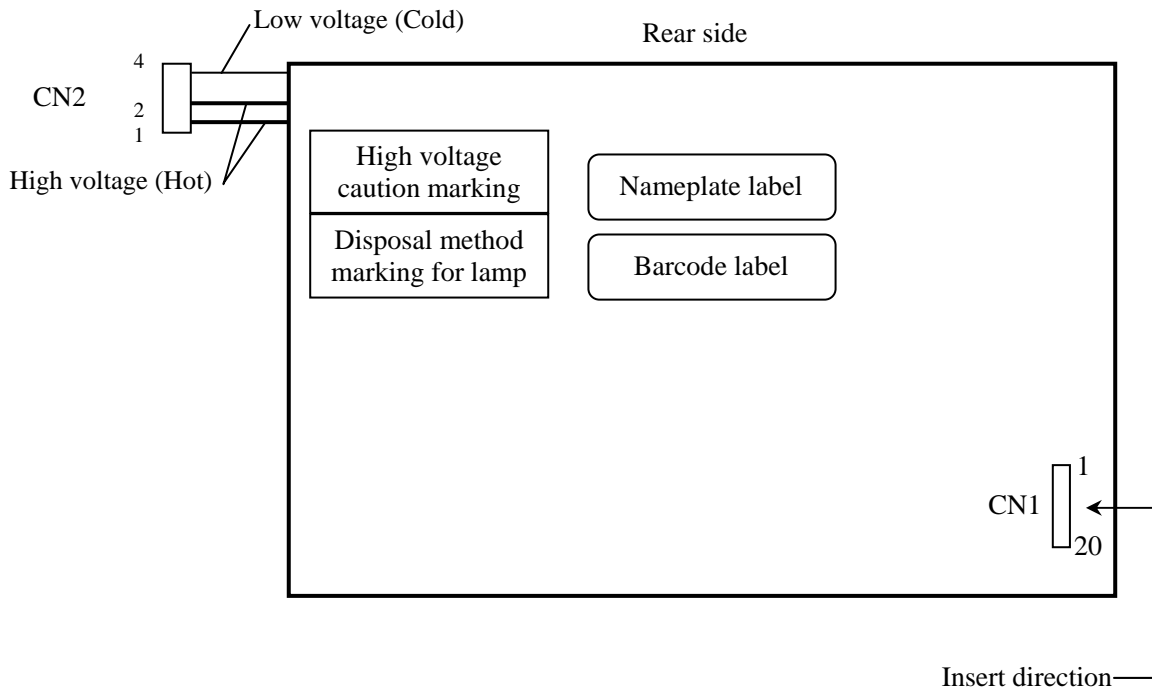 Low voltage (Cold)
Rear side
4
CN2
2
1
High voltage (Hot)
High voltage
caution marking
Nameplate label
Disposal method
marking for lamp
Barcode label
1
CN1
20
Insert direction